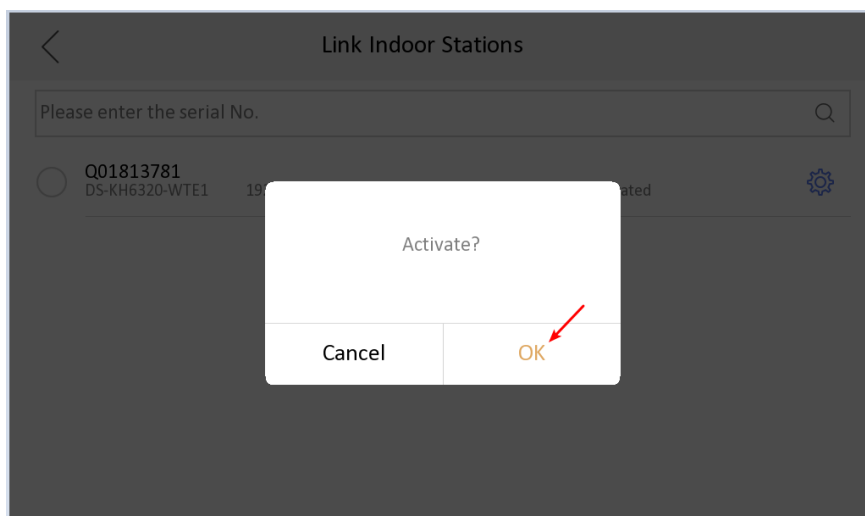 Link Indoor Stations
Please enter the serial No.
Q01813781
DS-KH6320-WTE1
Activate?
Cancel
OK